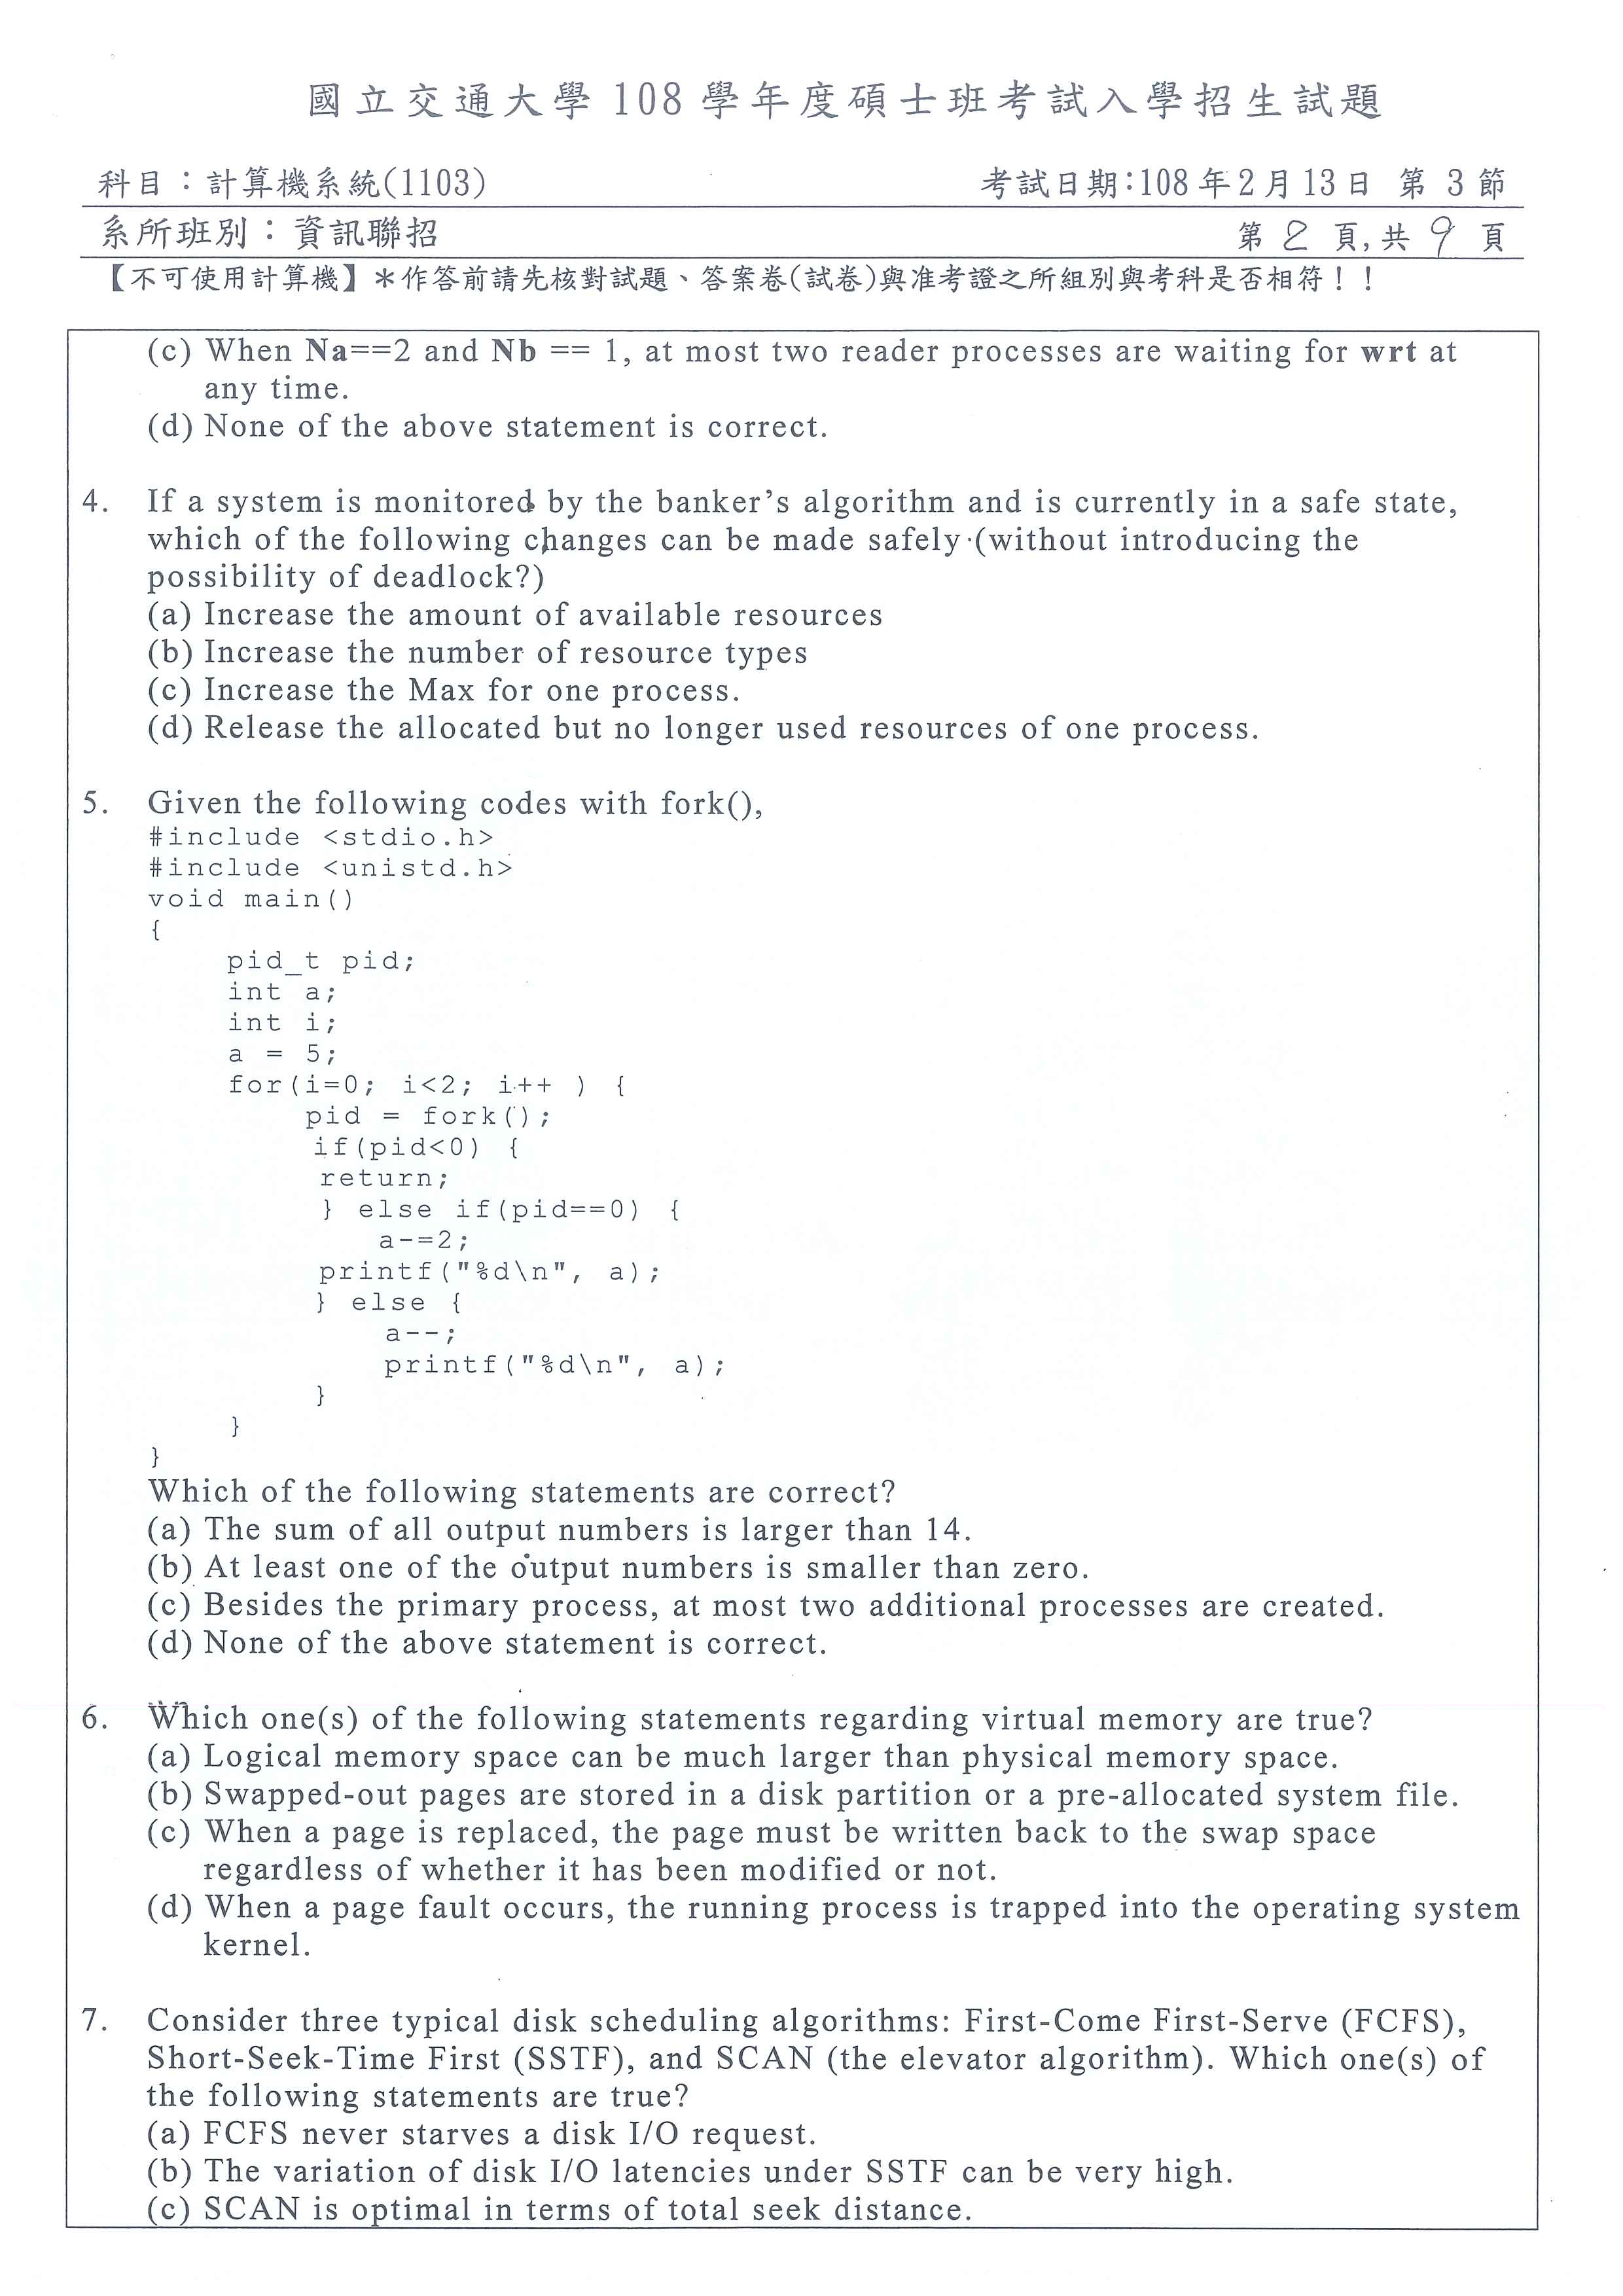 國立交通大學 108 學年度碩士班考試入學招生試題
科目：計算機系統(1103) 考試日期:108 年 2 月 13 日 第 3 節
系所班別：資訊聯招 第 2 頁,共 9 頁
【不可使用計算機】＊作答前請先核對試題、答案卷(試卷)與准考證之所組別與考科是否相符！！
(c) When Na==2 and Nb == 1, at most two reader processes are waiting for wrt at
any time.
(d) None of the above statement is correct.
4. If a system is monitored by the banker's algorithm and is currently in a safe state,
which of the following changes can be made safely (without introducing the
possibility of deadlock?)
(a) Increase the amount of available resources
(b) Increase the number of resource types
(c) Increase the Max for one process.
(d) Release the allocated but no longer used resources of one process.
5. Given the following codes with fork(),
#include <stdio.h>
#include <unistd.h>
void main()
{
pid_t pid;
int a;
int i;
a = 5;
for(i=0; i<2; i++ ) {
pid = fork();
if(pid<0) {
return;
} else if(pid==0) {
a-=2;
printf("%d\n", a);
} else {
a--;
printf("%d\n", a);
}
}
}
Which of the following statements are correct?
(a) The sum of all output numbers is larger than 14.
(b) At least one of the output numbers is smaller than zero.
(c) Besides the primary process, at most two additional processes are created.
(d) None of the above statement is correct.
6. Which one(s) of the following statements regarding virtual memory are true?
(a) Logical memory space can be much larger than physical memory space.
(b) Swapped-out pages are stored in a disk partition or a pre-allocated system file.
(c) When a page is replaced, the page must be written back to the swap space
regardless of whether it has been modified or not.
(d) When a page fault occurs, the running process is trapped into the operating system
kernel.
7. Consider three typical disk scheduling algorithms: First-Come First-Serve (FCFS),
Short-Seek-Time First (SSTF), and SCAN (the elevator algorithm). Which one(s) of
the following statements are true?
(a) FCFS never starves a disk I/O request.
(b) The variation of disk I/O latencies under SSTF can be very high.
(c) SCAN is optimal in terms of total seek distance.